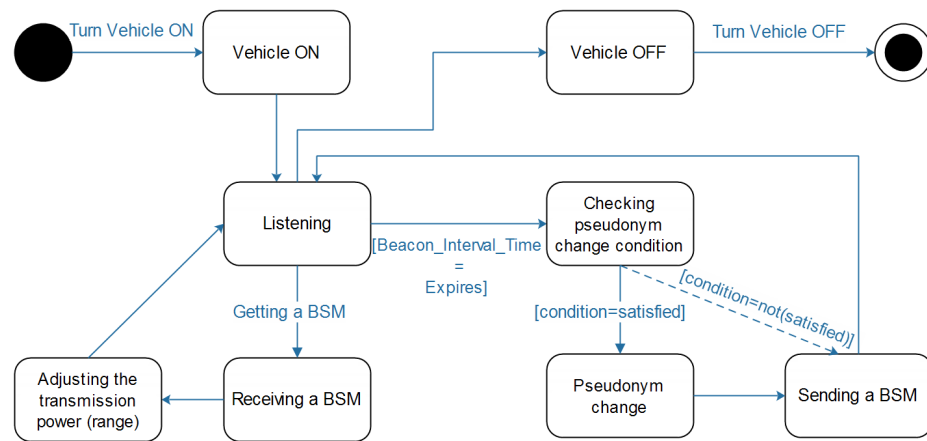 Turn Vehicle ON
Vehicle ON
Vehicle OFF
Turn Vehicle OFF
Listening
[Beacon_Interval_Time
=
Expires]
Checking
pseudonym
change condition
Getting a BSM
[condition=satisfied]
[condition=not(satisfied)]
Adjusting the
transmission
power (range)
Receiving a BSM
Pseudonym
change
Sending a BSM